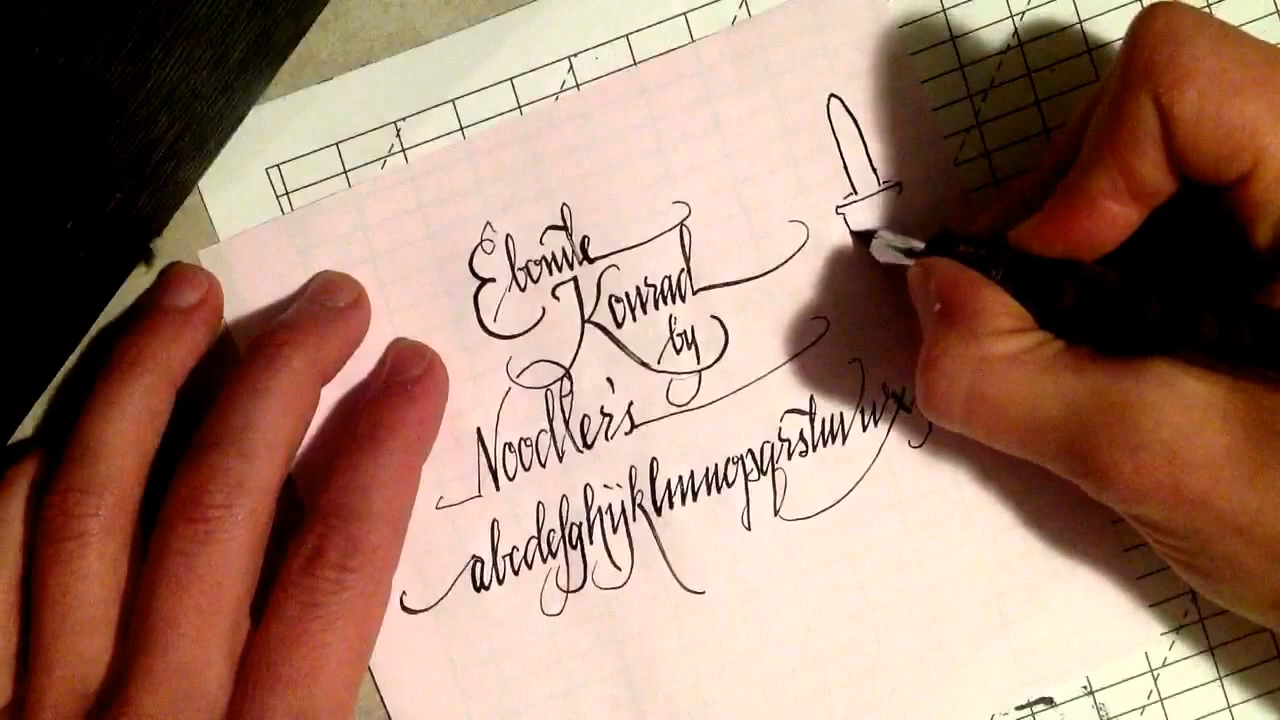 Ebonite
Konrad
by
Noodler's
abcdefghijklmnopqrstuvwx